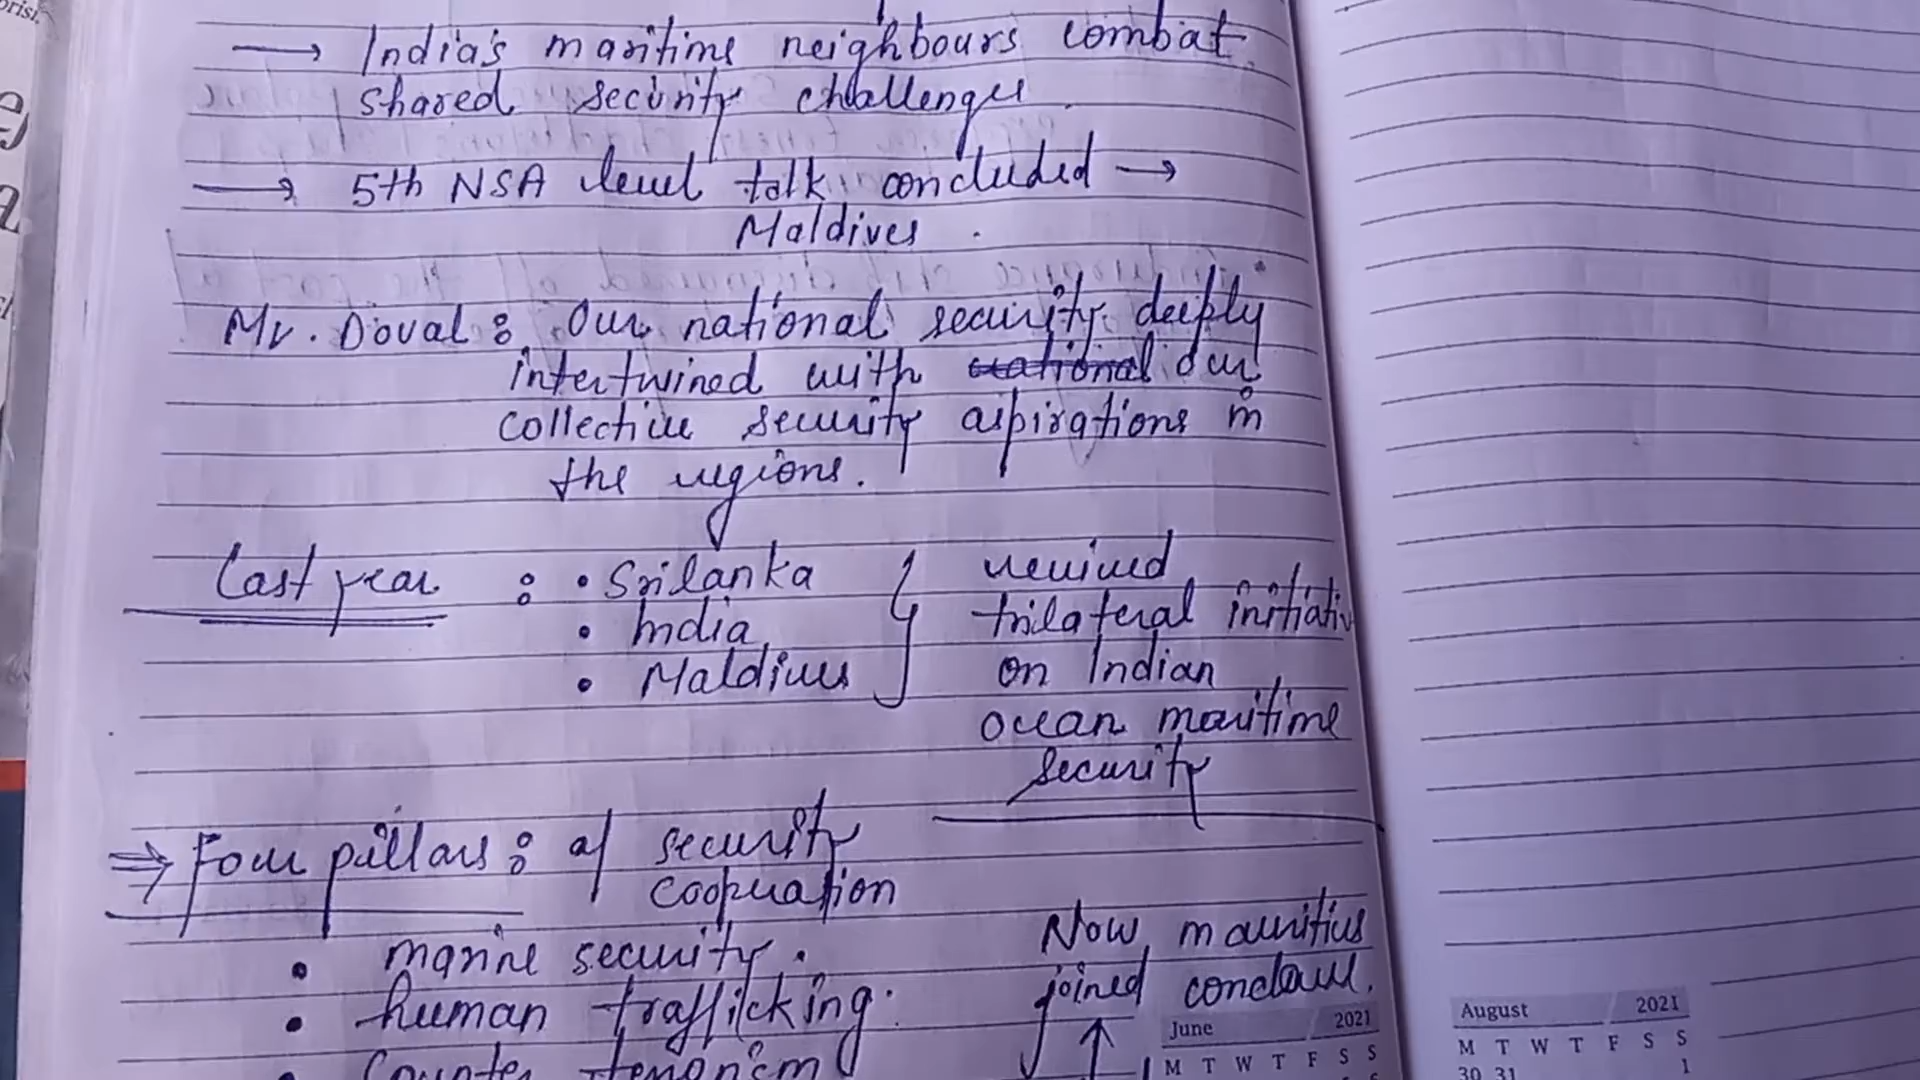 → India's maritime neighbours combat
shared security challenges.
→ 5th NSA level talk concluded →
Maldives.
Mr. Doval : Our national security deeply
intertwined with national our
collective security aspirations in
the regions.
Last year : • Srilanka
• India
• Maldives
revived
trilateral initiativ
on Indian
ocean maritime
security
⇒ Four pillars : of security
cooperation
• marine security.
• human trafficking.
• Counter terrorism
Now mauritius
joined conclave.
June 2021
M T W T F S S
August 2021
M T W T F S S
30 31 1